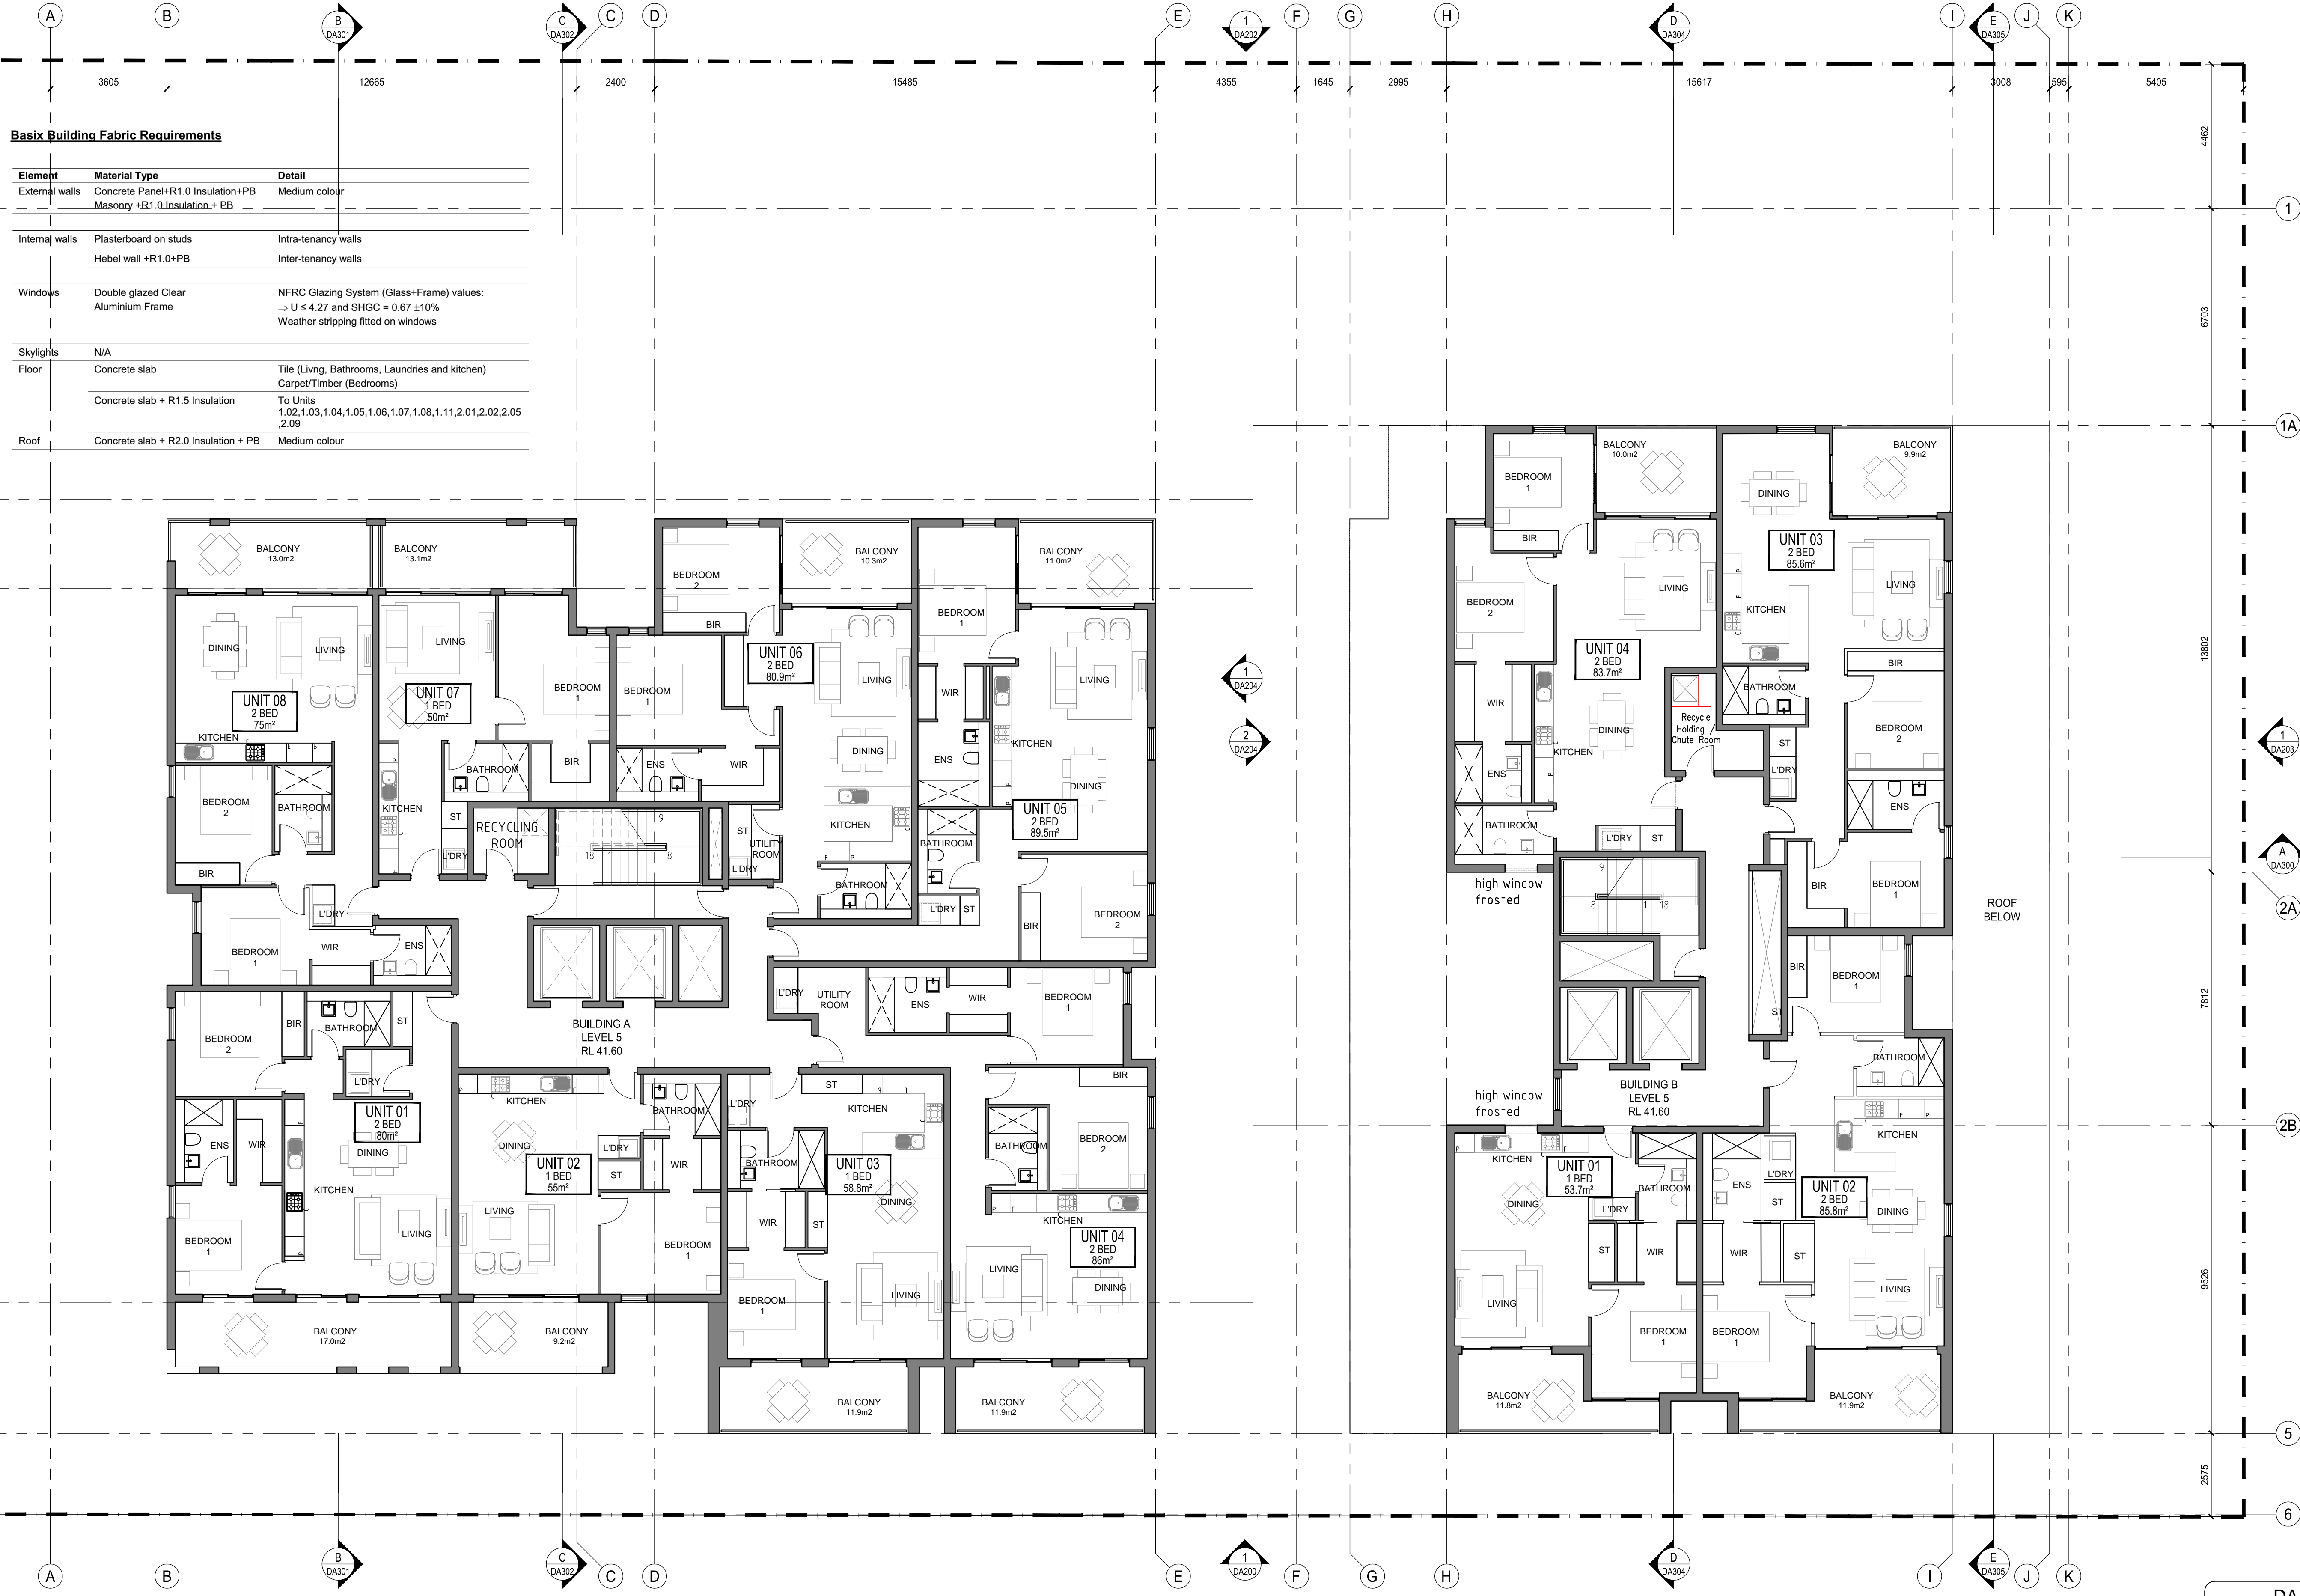 A
B
B
DA301
C
DA302
C
D
E
1
DA202
F
G
H
D
DA304
I
E
DA305
J
K
3605
12665
2400
15485
4355
1645
2995
15617
3008
595
5405
Basix Building Fabric Requirements
Element Material Type Detail
External walls Concrete Panel+R1.0 Insulation+PB Medium colour
Masonry +R1.0 Insulation + PB
Internal walls Plasterboard on studs Intra-tenancy walls
Hebel wall +R1.0+PB Inter-tenancy walls
Windows Double glazed Clear NFRC Glazing System (Glass+Frame) values:
Aluminium Frame ⇒ U ≤ 4.27 and SHGC = 0.67 ±10%
Weather stripping fitted on windows
Skylights N/A
Floor Concrete slab Tile (Livng, Bathrooms, Laundries and kitchen)
Carpet/Timber (Bedrooms)
Concrete slab + R1.5 Insulation To Units
1.02,1.03,1.04,1.05,1.06,1.07,1.08,1.11,2.01,2.02,2.05
,2.09
Roof Concrete slab + R2.0 Insulation + PB Medium colour
4462
1
6703
1A
13802
1
DA203
A
DA300
2A
7812
2B
9526
5
2575
6
1
DA204
2
DA204
BALCONY
13.0m2
DINING
LIVING
UNIT 08
2 BED
75m²
KITCHEN
C
F
P
BEDROOM
2
BATHROOM
BIR
L'DRY
BEDROOM
1
WIR
ENS
BALCONY
13.1m2
LIVING
UNIT 07
1 BED
50m²
BEDROOM
1
BATHROOM
BIR
P
KITCHEN
C
F
ST
L'DRY
RECYCLING
ROOM
9
18
1
8
BALCONY
10.3m2
BEDROOM
2
BIR
UNIT 06
2 BED
80.9m²
LIVING
BEDROOM
1
ENS
WIR
DINING
KITCHEN
C
F
P
ST
UTILITY
ROOM
L'DRY
BATHROOM
BALCONY
11.0m2
BEDROOM
1
LIVING
WIR
KITCHEN
C
ENS
DINING
P
F
UNIT 05
2 BED
89.5m²
BATHROOM
L'DRY
ST
BIR
BEDROOM
2
BUILDING A
LEVEL 5
RL 41.60
BEDROOM
2
BIR
BATHROOM
ST
L'DRY
UNIT 01
2 BED
80m²
ENS
WIR
F
DINING
KITCHEN
C
P
BEDROOM
1
LIVING
BALCONY
17.0m2
P
C
F
KITCHEN
DINING
UNIT 02
1 BED
55m²
L'DRY
ST
BATHROOM
WIR
LIVING
BEDROOM
1
BALCONY
9.2m2
L'DRY
ST
P
F
KITCHEN
C
BATHROOM
UNIT 03
1 BED
58.8m²
DINING
WIR
ST
BEDROOM
1
LIVING
BALCONY
11.9m2
L'DRY
UTILITY
ROOM
ENS
WIR
BEDROOM
1
BIR
BATHROOM
BEDROOM
2
P
F
C
KITCHEN
UNIT 04
2 BED
86m²
LIVING
DINING
BALCONY
11.9m2
BEDROOM
1
BIR
BALCONY
10.0m2
BEDROOM
2
LIVING
UNIT 04
2 BED
83.7m²
WIR
DINING
KITCHEN
C
P
F
ENS
BATHROOM
L'DRY
ST
Recycle
Holding
Chute Room
high window
frosted
BALCONY
9.9m2
DINING
UNIT 03
2 BED
85.6m²
P
F
C
KITCHEN
LIVING
BIR
BATHROOM
BEDROOM
2
ST
L'DRY
ENS
BIR
BEDROOM
1
ROOF
BELOW
9
8
1
18
BIR
BEDROOM
1
ST
BATHROOM
BUILDING B
LEVEL 5
RL 41.60
high window
frosted
P
C
F
KITCHEN
UNIT 01
1 BED
53.7m²
BATHROOM
DINING
L'DRY
ST
WIR
LIVING
BEDROOM
1
BALCONY
11.8m2
C
F
P
KITCHEN
ENS
L'DRY
ST
UNIT 02
2 BED
85.8m²
DINING
WIR
ST
LIVING
BEDROOM
1
BALCONY
11.9m2
A
B
B
DA301
C
DA302
C
D
E
1
DA200
F
G
H
D
DA304
I
E
DA305
J
K